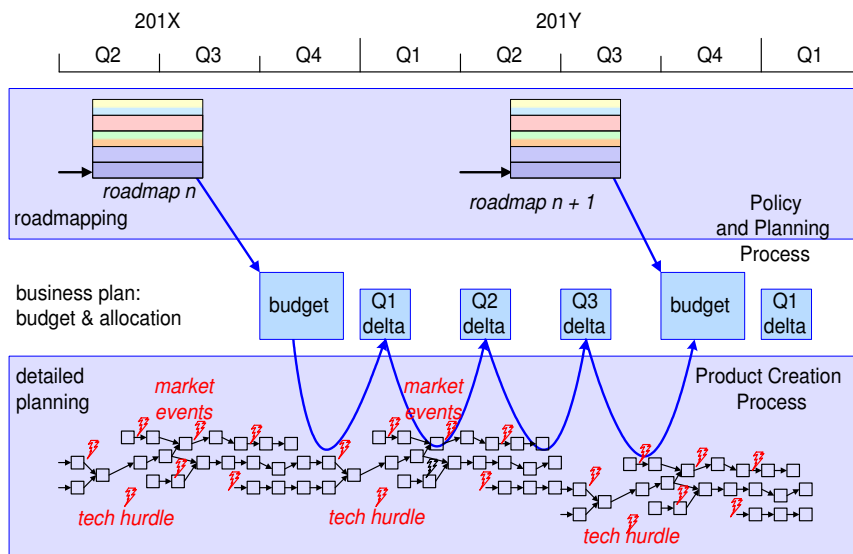 201X
201Y
Q2
Q3
Q4
Q1
Q2
Q3
Q4
Q1
roadmap n
roadmap n + 1
roadmapping
Policy
and Planning
Process
business plan:
budget & allocation
budget
Q1
delta
Q2
delta
Q3
delta
budget
Q1
delta
detailed
planning
market
events
market
events
Product Creation
Process
tech hurdle
tech hurdle
tech hurdle